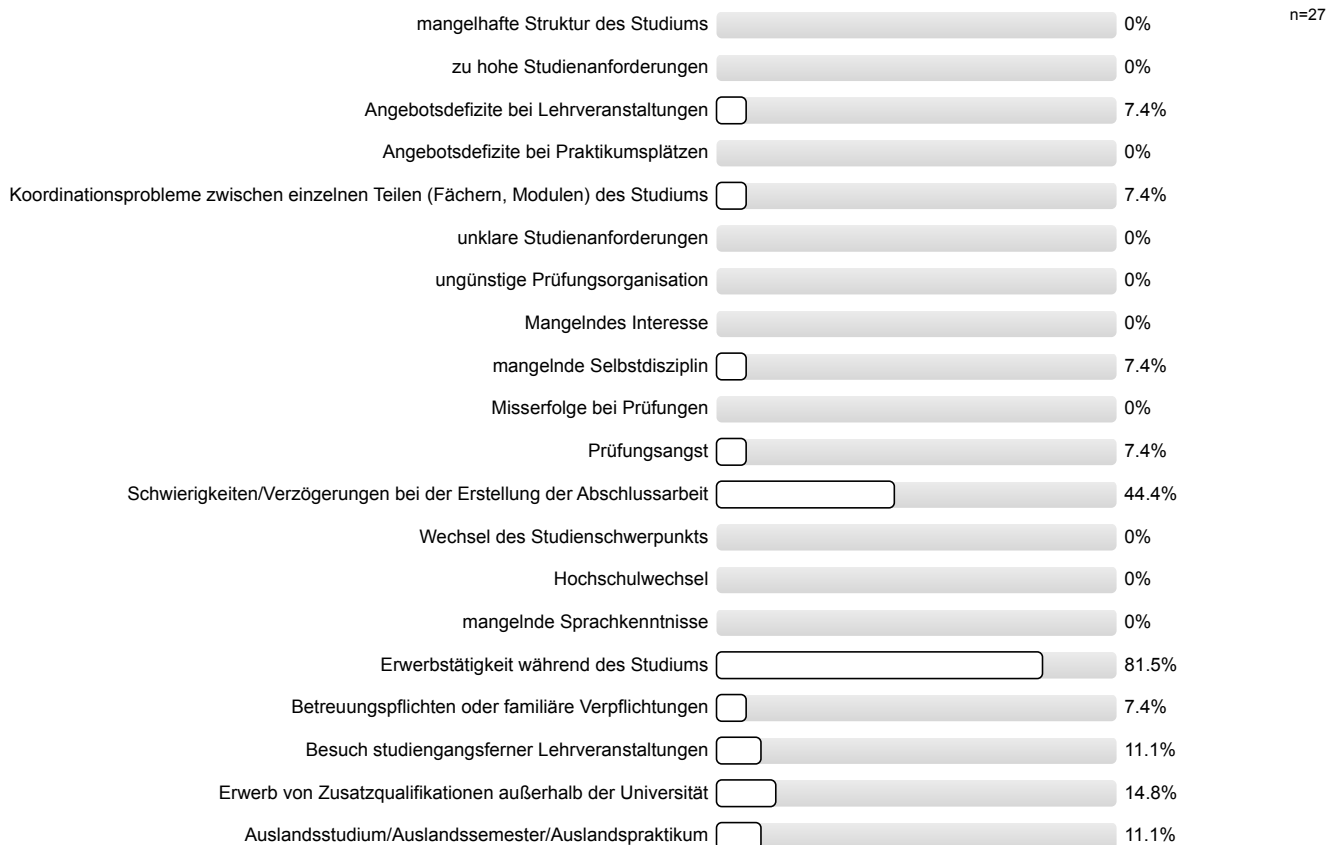 n=27
mangelhafte Struktur des Studiums 0%
zu hohe Studienanforderungen 0%
Angebotsdefizite bei Lehrveranstaltungen 7.4%
Angebotsdefizite bei Praktikumsplätzen 0%
Koordinationsprobleme zwischen einzelnen Teilen (Fächern, Modulen) des Studiums 7.4%
unklare Studienanforderungen 0%
ungünstige Prüfungsorganisation 0%
Mangelndes Interesse 0%
mangelnde Selbstdisziplin 7.4%
Misserfolge bei Prüfungen 0%
Prüfungsangst 7.4%
Schwierigkeiten/Verzögerungen bei der Erstellung der Abschlussarbeit 44.4%
Wechsel des Studienschwerpunkts 0%
Hochschulwechsel 0%
mangelnde Sprachkenntnisse 0%
Erwerbstätigkeit während des Studiums 81.5%
Betreuungspflichten oder familiäre Verpflichtungen 7.4%
Besuch studiengangsferner Lehrveranstaltungen 11.1%
Erwerb von Zusatzqualifikationen außerhalb der Universität 14.8%
Auslandsstudium/Auslandssemester/Auslandspraktikum 11.1%